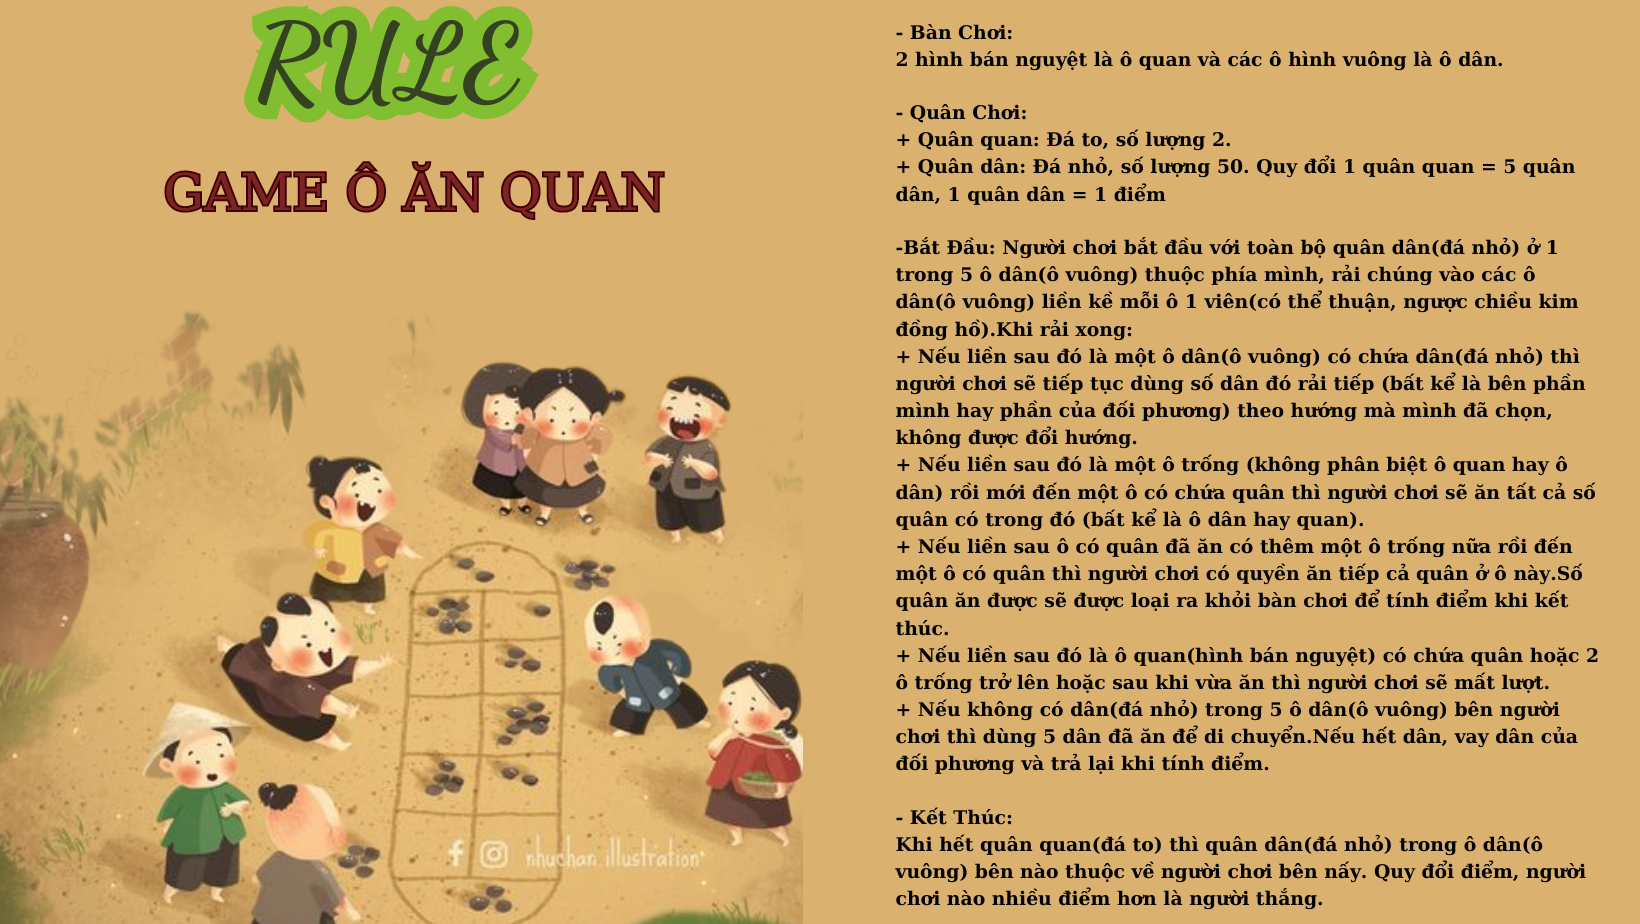 RULE
GAME Ô ĂN QUAN
- Bàn Chơi:
2 hình bán nguyệt là ô quan và các ô hình vuông là ô dân.
- Quân Chơi:
+ Quân quan: Đá to, số lượng 2.
+ Quân dân: Đá nhỏ, số lượng 50. Quy đổi 1 quân quan = 5 quân
dân, 1 quân dân = 1 điểm
-Bắt Đầu: Người chơi bắt đầu với toàn bộ quân dân(đá nhỏ) ở 1
trong 5 ô dân(ô vuông) thuộc phía mình, rải chúng vào các ô
dân(ô vuông) liền kề mỗi ô 1 viên(có thể thuận, ngược chiều kim
đồng hồ).Khi rải xong:
+ Nếu liền sau đó là một ô dân(ô vuông) có chứa dân(đá nhỏ) thì
người chơi sẽ tiếp tục dùng số dân đó rải tiếp (bất kể là bên phần
mình hay phần của đối phương) theo hướng mà mình đã chọn,
không được đổi hướng.
+ Nếu liền sau đó là một ô trống (không phân biệt ô quan hay ô
dân) rồi mới đến một ô có chứa quân thì người chơi sẽ ăn tất cả số
quân có trong đó (bất kể là ô dân hay quan).
+ Nếu liền sau ô có quân đã ăn có thêm một ô trống nữa rồi đến
một ô có quân thì người chơi có quyền ăn tiếp cả quân ở ô này.Số
quân ăn được sẽ được loại ra khỏi bàn chơi để tính điểm khi kết
thúc.
+ Nếu liền sau đó là ô quan(hình bán nguyệt) có chứa quân hoặc 2
ô trống trở lên hoặc sau khi vừa ăn thì người chơi sẽ mất lượt.
+ Nếu không có dân(đá nhỏ) trong 5 ô dân(ô vuông) bên người
chơi thì dùng 5 dân đã ăn để di chuyển.Nếu hết dân, vay dân của
đối phương và trả lại khi tính điểm.
- Kết Thúc:
Khi hết quân quan(đá to) thì quân dân(đá nhỏ) trong ô dân(ô
vuông) bên nào thuộc về người chơi bên nấy. Quy đổi điểm, người
chơi nào nhiều điểm hơn là người thắng.
nhuchan.illustration